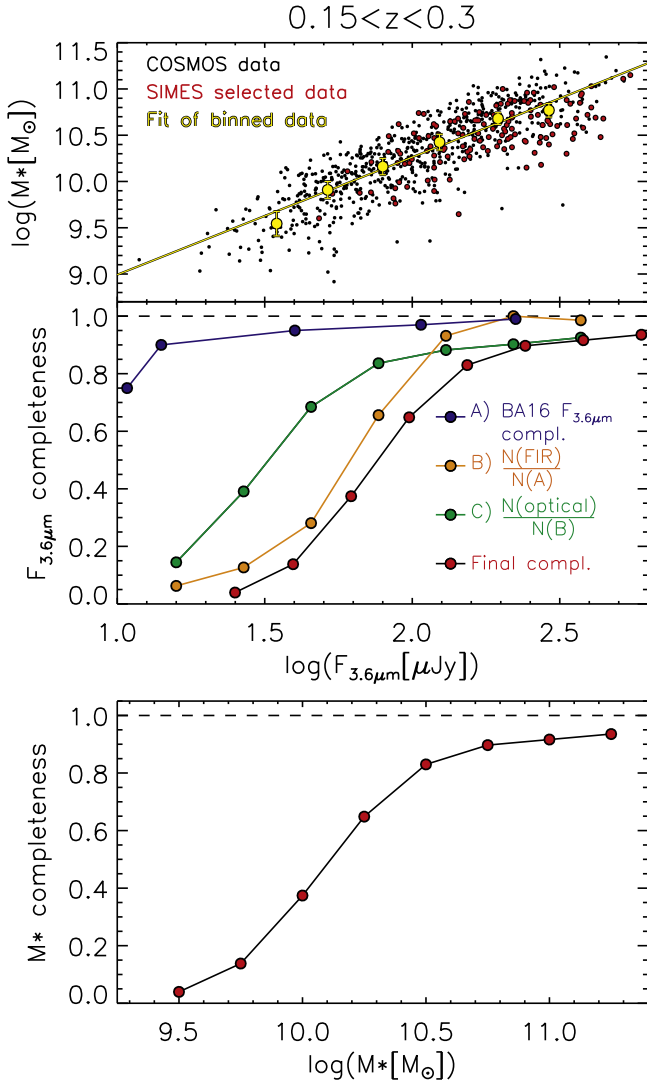 0.15<z<0.3
11.5
11.0
10.5
10.0
9.5
9.0
log(M*[M⊙])
COSMOS data
SIMES selected data
Fit of binned data
1.0
0.8
0.6
0.4
0.2
0.0
F3.6μm completeness
A) BA16 F3.6μm
compl.
B) N(FIR)
N(A)
C) N(optical)
N(B)
Final compl.
1.0 1.5 2.0 2.5
log(F3.6μm[μJy])
1.0
0.8
0.6
0.4
0.2
0.0
M* completeness
9.5 10.0 10.5 11.0
log(M*[M⊙])